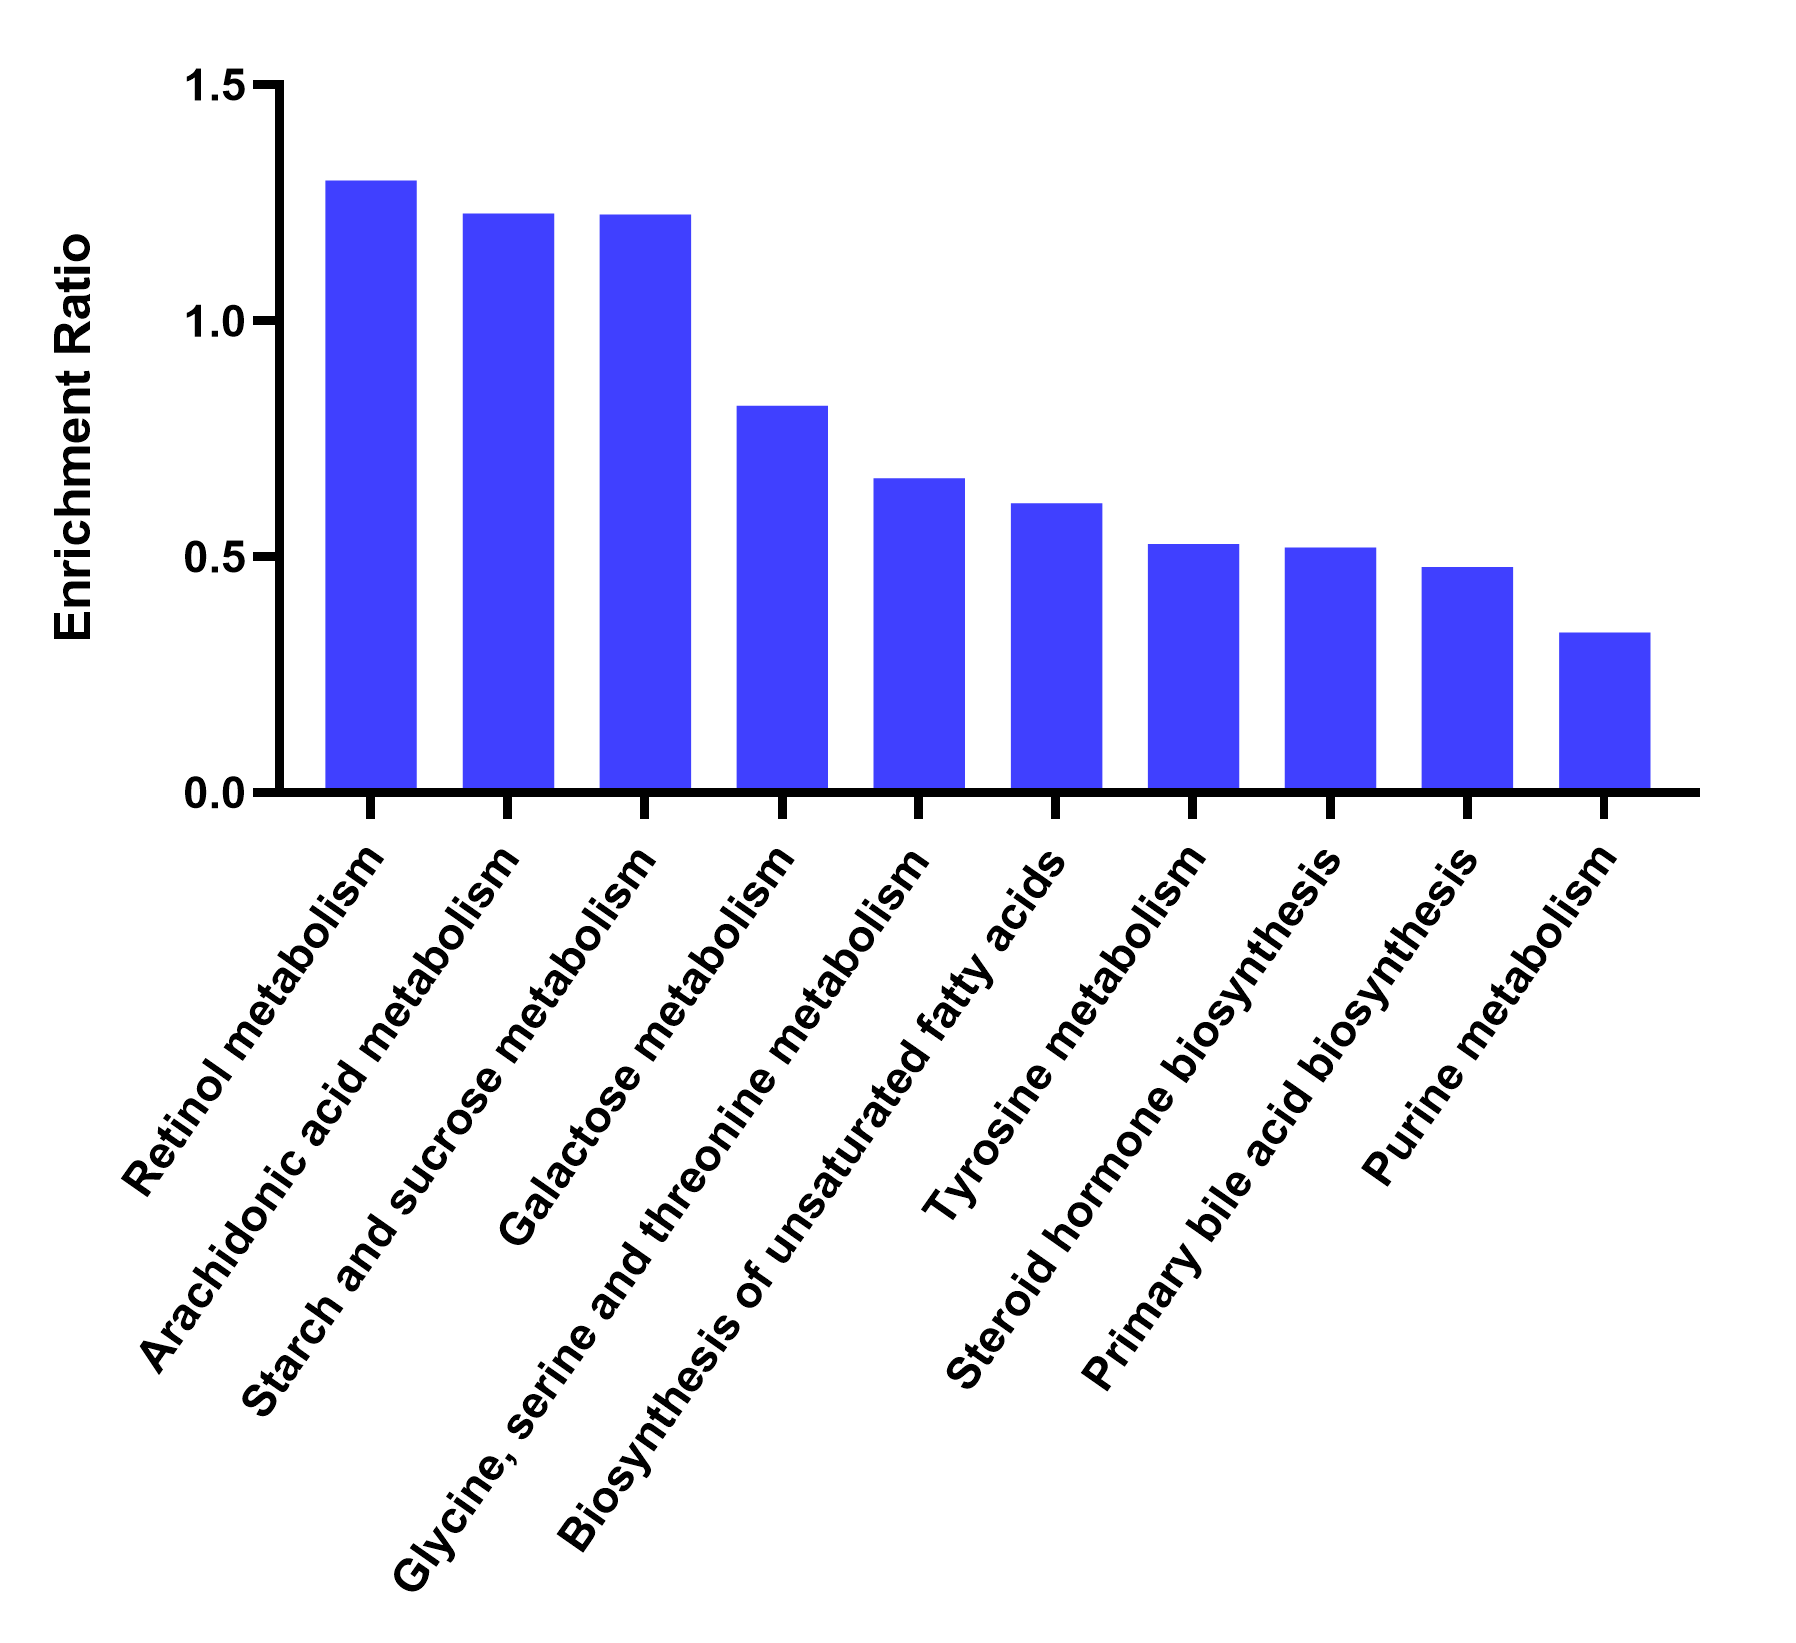 Enrichment Ratio
1.5
1.0
0.5
0.0
Retinol metabolism
Arachidonic acid metabolism
Starch and sucrose metabolism
Galactose metabolism
Glycine, serine and threonine metabolism
Biosynthesis of unsaturated fatty acids
Tyrosine metabolism
Steroid hormone biosynthesis
Primary bile acid biosynthesis
Purine metabolism